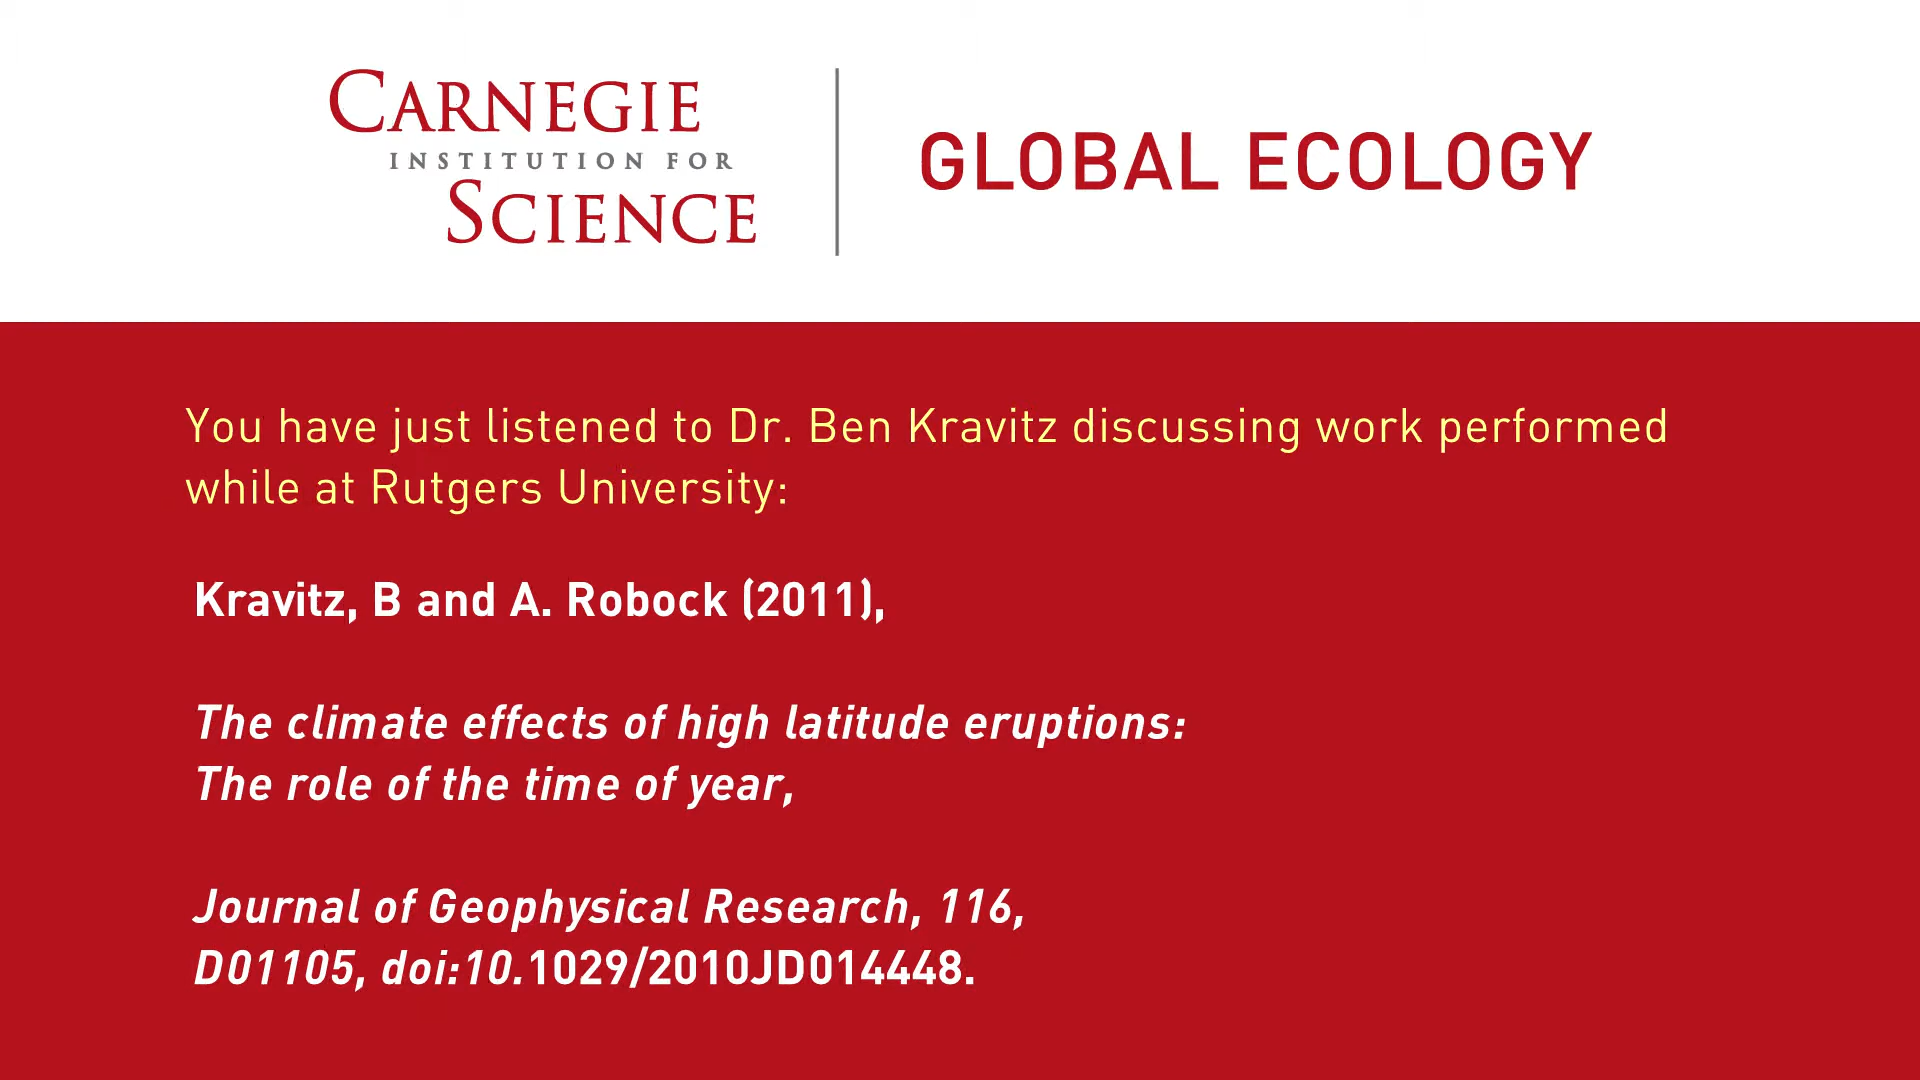 CARNEGIE
INSTITUTION FOR
SCIENCE
GLOBAL ECOLOGY
You have just listened to Dr. Ben Kravitz discussing work performed
while at Rutgers University:
Kravitz, B and A. Robock (2011),
The climate effects of high latitude eruptions:
The role of the time of year,
Journal of Geophysical Research, 116,
D01105, doi:10.1029/2010JD014448.